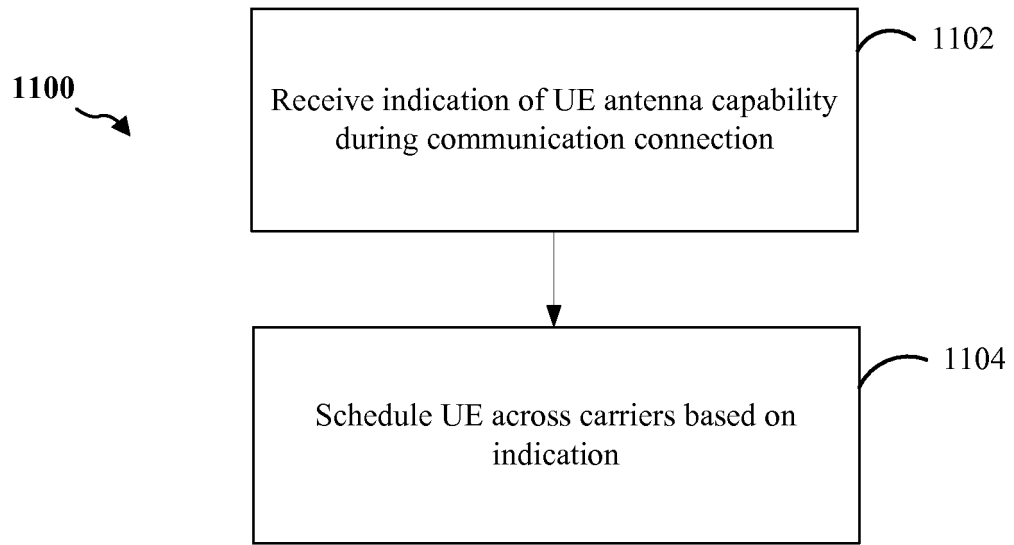 1100
1102
Receive indication of UE antenna capability
during communication connection
1104
Schedule UE across carriers based on
indication